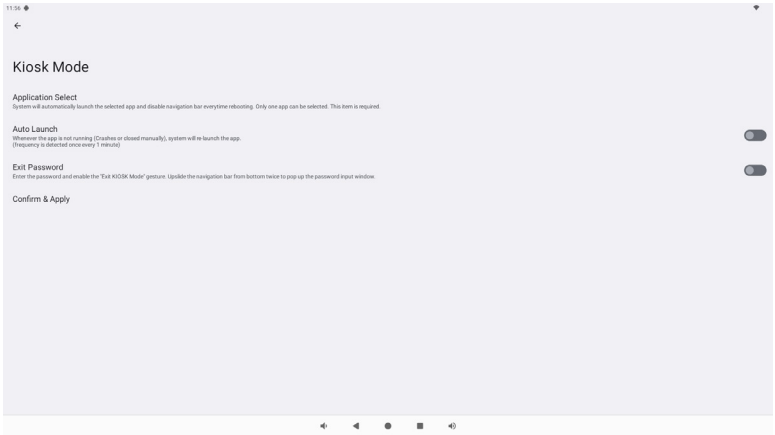 11:56
Kiosk Mode
Application Select
System will automatically launch the selected app and disable navigation bar everytime rebooting. Only one app can be selected. This item is required.
Auto Launch
Whenever the app is not running (Crashes or closed manually), system will re-launch the app.
(frequency is detected once every 1 minute)
Exit Password
Enter the password and enable the "Exit KIOSK Mode" gesture. Upslide the navigation bar from bottom twice to pop up the password input window.
Confirm & Apply